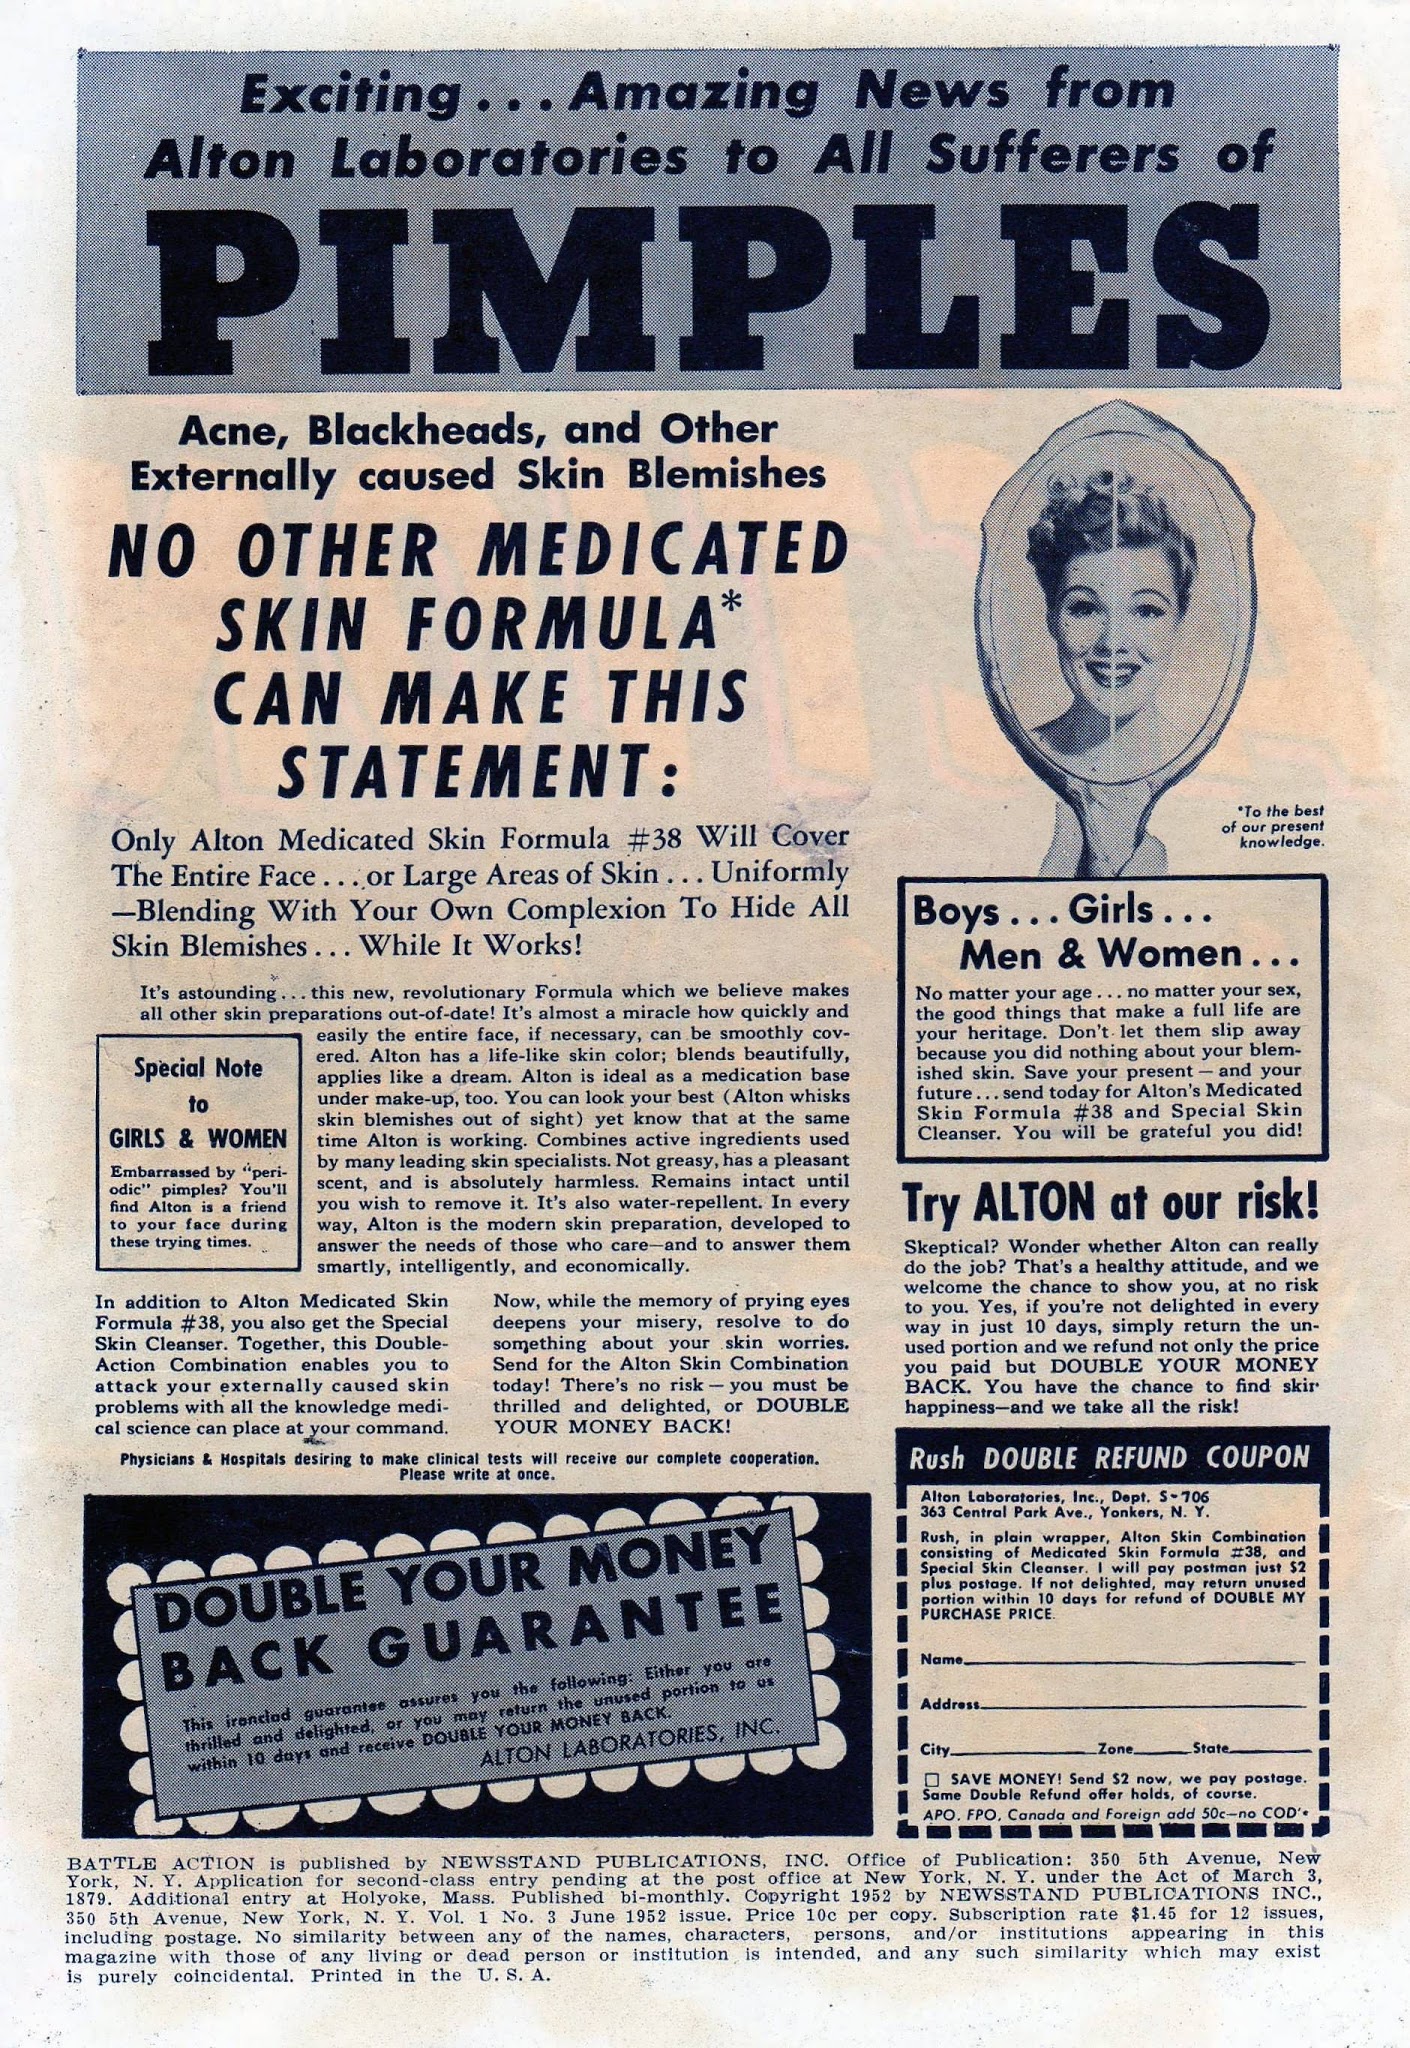 Exciting... Amazing News from
Alton Laboratories to All Sufferers of
PIMPLES
Acne, Blackheads, and Other
Externally caused Skin Blemishes
NO OTHER MEDICATED
SKIN FORMULA*
CAN MAKE THIS
STATEMENT:
*To the best
of our present
knowledge.
Only Alton Medicated Skin Formula #38 Will Cover
The Entire Face...or Large Areas of Skin... Uniformly
—Blending With Your Own Complexion To Hide All
Skin Blemishes... While It Works!
It's astounding...this new, revolutionary Formula which we believe makes
all other skin preparations out-of-date! It's almost a miracle how quickly and
easily the entire face, if necessary, can be smoothly cov-
ered. Alton has a life-like skin color; blends beautifully,
applies like a dream. Alton is ideal as a medication base
under make-up, too. You can look your best (Alton whisks
skin blemishes out of sight) yet know that at the same
time Alton is working. Combines active ingredients used
by many leading skin specialists. Not greasy, has a pleasant
scent, and is absolutely harmless. Remains intact until
you wish to remove it. It's also water-repellent. In every
way, Alton is the modern skin preparation, developed to
answer the needs of those who care—and to answer them
smartly, intelligently, and economically.
Special Note
to
GIRLS & WOMEN
Embarrassed by "peri-
odic" pimples? You'll
find Alton is a friend
to your face during
these trying times.
In addition to Alton Medicated Skin
Formula #38, you also get the Special
Skin Cleanser. Together, this Double-
Action Combination enables you to
attack your externally caused skin
problems with all the knowledge medi-
cal science can place at your command.
Now, while the memory of prying eyes
deepens your misery, resolve to do
something about your skin worries.
Send for the Alton Skin Combination
today! There's no risk—you must be
thrilled and delighted, or DOUBLE
YOUR MONEY BACK!
Physicians & Hospitals desiring to make clinical tests will receive our complete cooperation.
Please write at once.
DOUBLE YOUR MONEY
BACK GUARANTEE
This ironclad guarantee assures you the following: Either you are
thrilled and delighted, or you may return the unused portion to us
within 10 days and receive DOUBLE YOUR MONEY BACK.
ALTON LABORATORIES, INC.
Boys... Girls...
Men & Women...
No matter your age...no matter your sex,
the good things that make a full life are
your heritage. Don't let them slip away
because you did nothing about your blem-
ished skin. Save your present—and your
future...send today for Alton's Medicated
Skin Formula #38 and Special Skin
Cleanser. You will be grateful you did!
Try ALTON at our risk!
Skeptical? Wonder whether Alton can really
do the job? That's a healthy attitude, and we
welcome the chance to show you, at no risk
to you. Yes, if you're not delighted in every
way in just 10 days, simply return the un-
used portion and we refund not only the price
you paid but DOUBLE YOUR MONEY
BACK. You have the chance to find skin
happiness—and we take all the risk!
Rush DOUBLE REFUND COUPON
Alton Laboratories, Inc., Dept. S-706
363 Central Park Ave., Yonkers, N. Y.
Rush, in plain wrapper, Alton Skin Combination
consisting of Medicated Skin Formula #38, and
Special Skin Cleanser. I will pay postman just $2
plus postage. If not delighted, may return unused
portion within 10 days for refund of DOUBLE MY
PURCHASE PRICE.
Name
Address
City Zone State
SAVE MONEY! Send $2 now, we pay postage.
Same Double Refund offer holds, of course.
APO, FPO, Canada and Foreign add 50c—no COD's
BATTLE ACTION is published by NEWSSTAND PUBLICATIONS, INC. Office of Publication: 350 5th Avenue, New
York, N. Y. Application for second-class entry pending at the post office at New York, N. Y. under the Act of March 3,
1879. Additional entry at Holyoke, Mass. Published bi-monthly. Copyright 1952 by NEWSSTAND PUBLICATIONS INC.,
350 5th Avenue, New York, N. Y. Vol. 1 No. 3 June 1952 issue. Price 10c per copy. Subscription rate $1.45 for 12 issues,
including postage. No similarity between any of the names, characters, persons, and/or institutions appearing in this
magazine with those of any living or dead person or institution is intended, and any such similarity which may exist
is purely coincidental. Printed in the U. S. A.